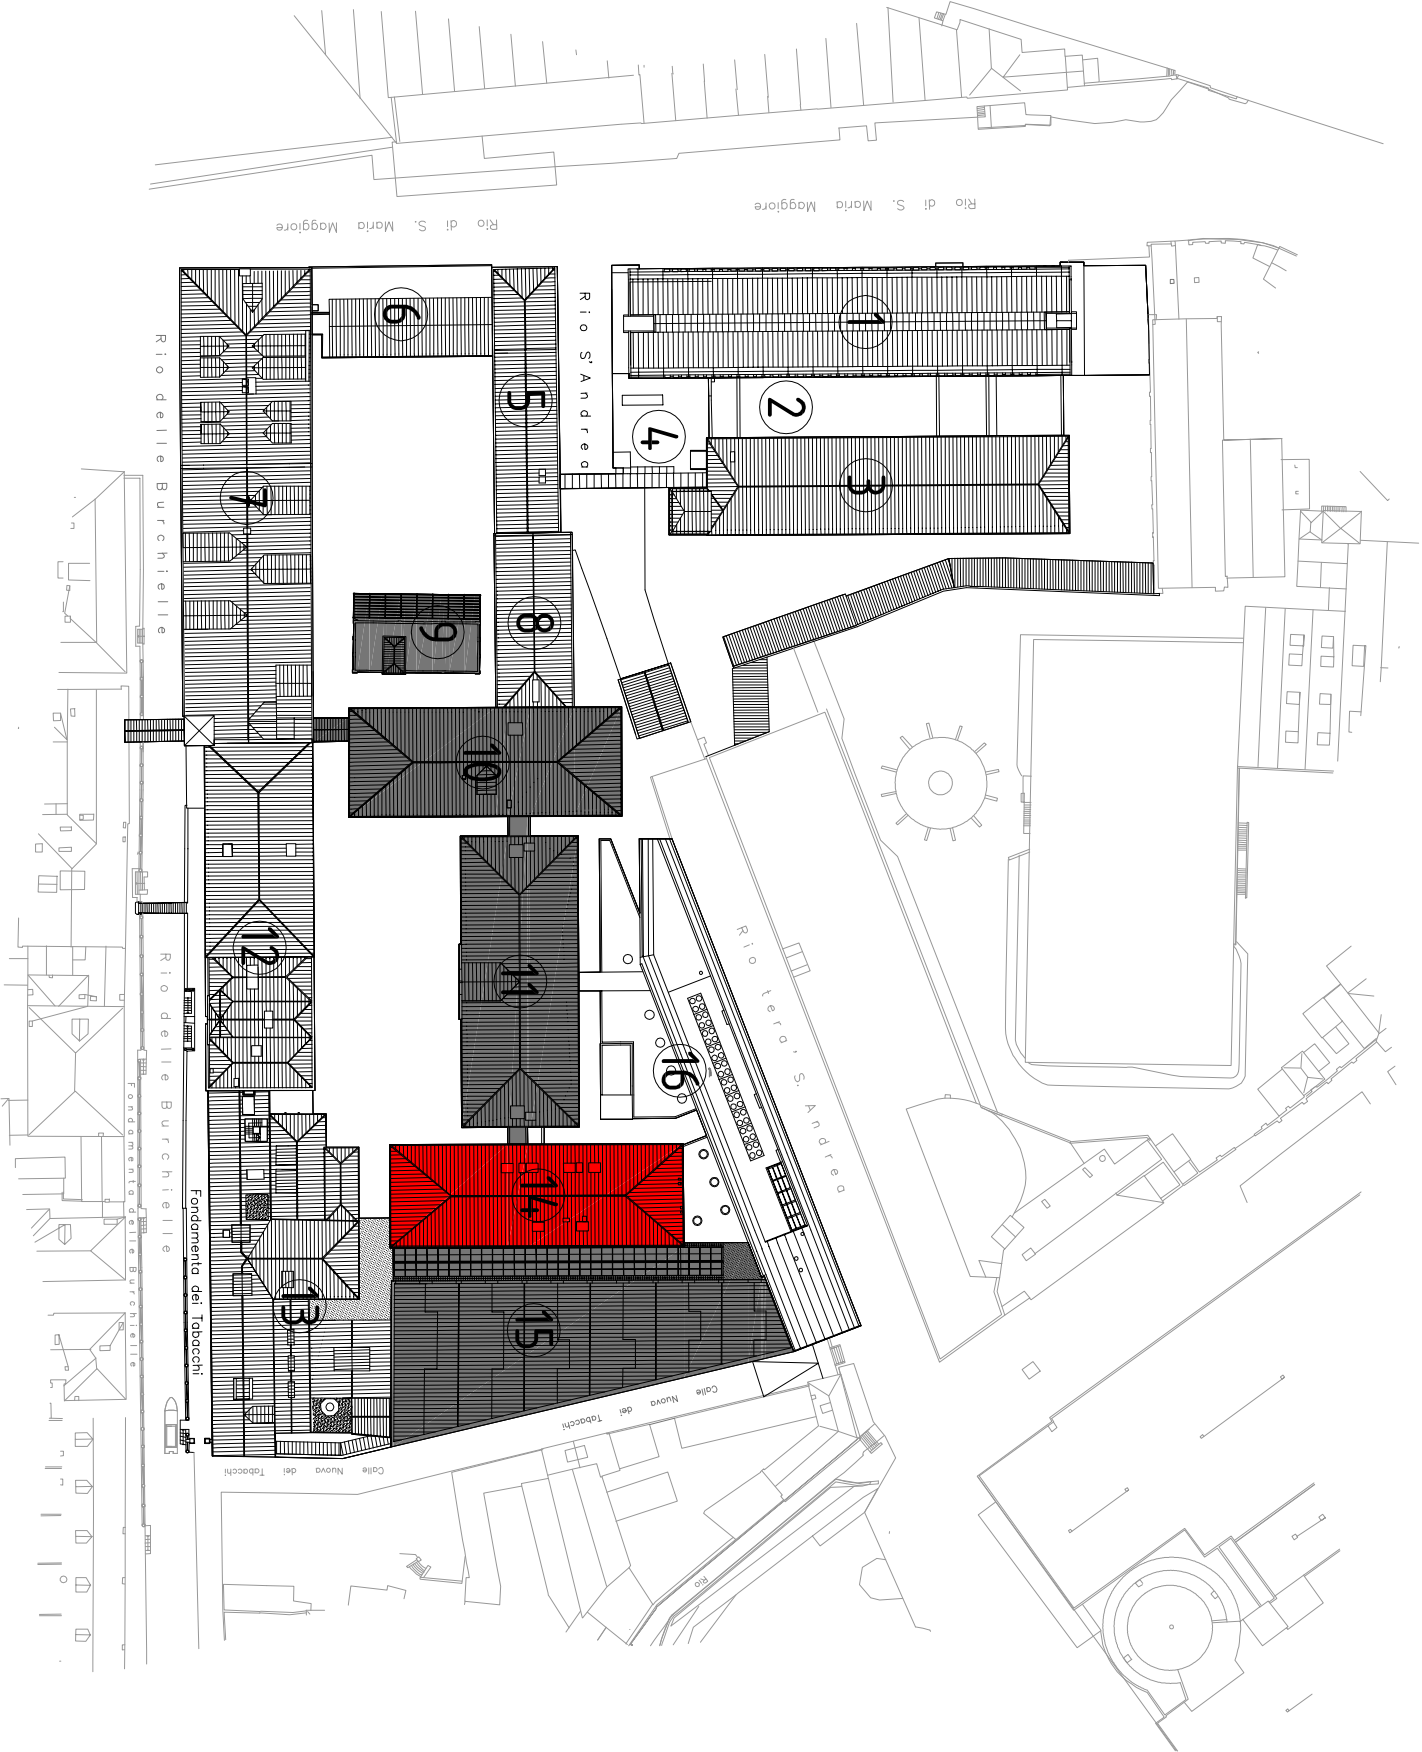 Rio di S. Maria Maggiore
Rio di S. Maria Maggiore
Rio S' Andrea
Rio delle Burchielle
1
2
3
4
5
6
7
8
9
10
11
12
13
14
15
16
Rio tera' S. Andrea
Rio delle Burchielle
Fondamenta delle Burchielle
Fondamenta dei Tabacchi
Calle Nuova dei Tabacchi
Calle Nuova dei Tabacchi
Rio